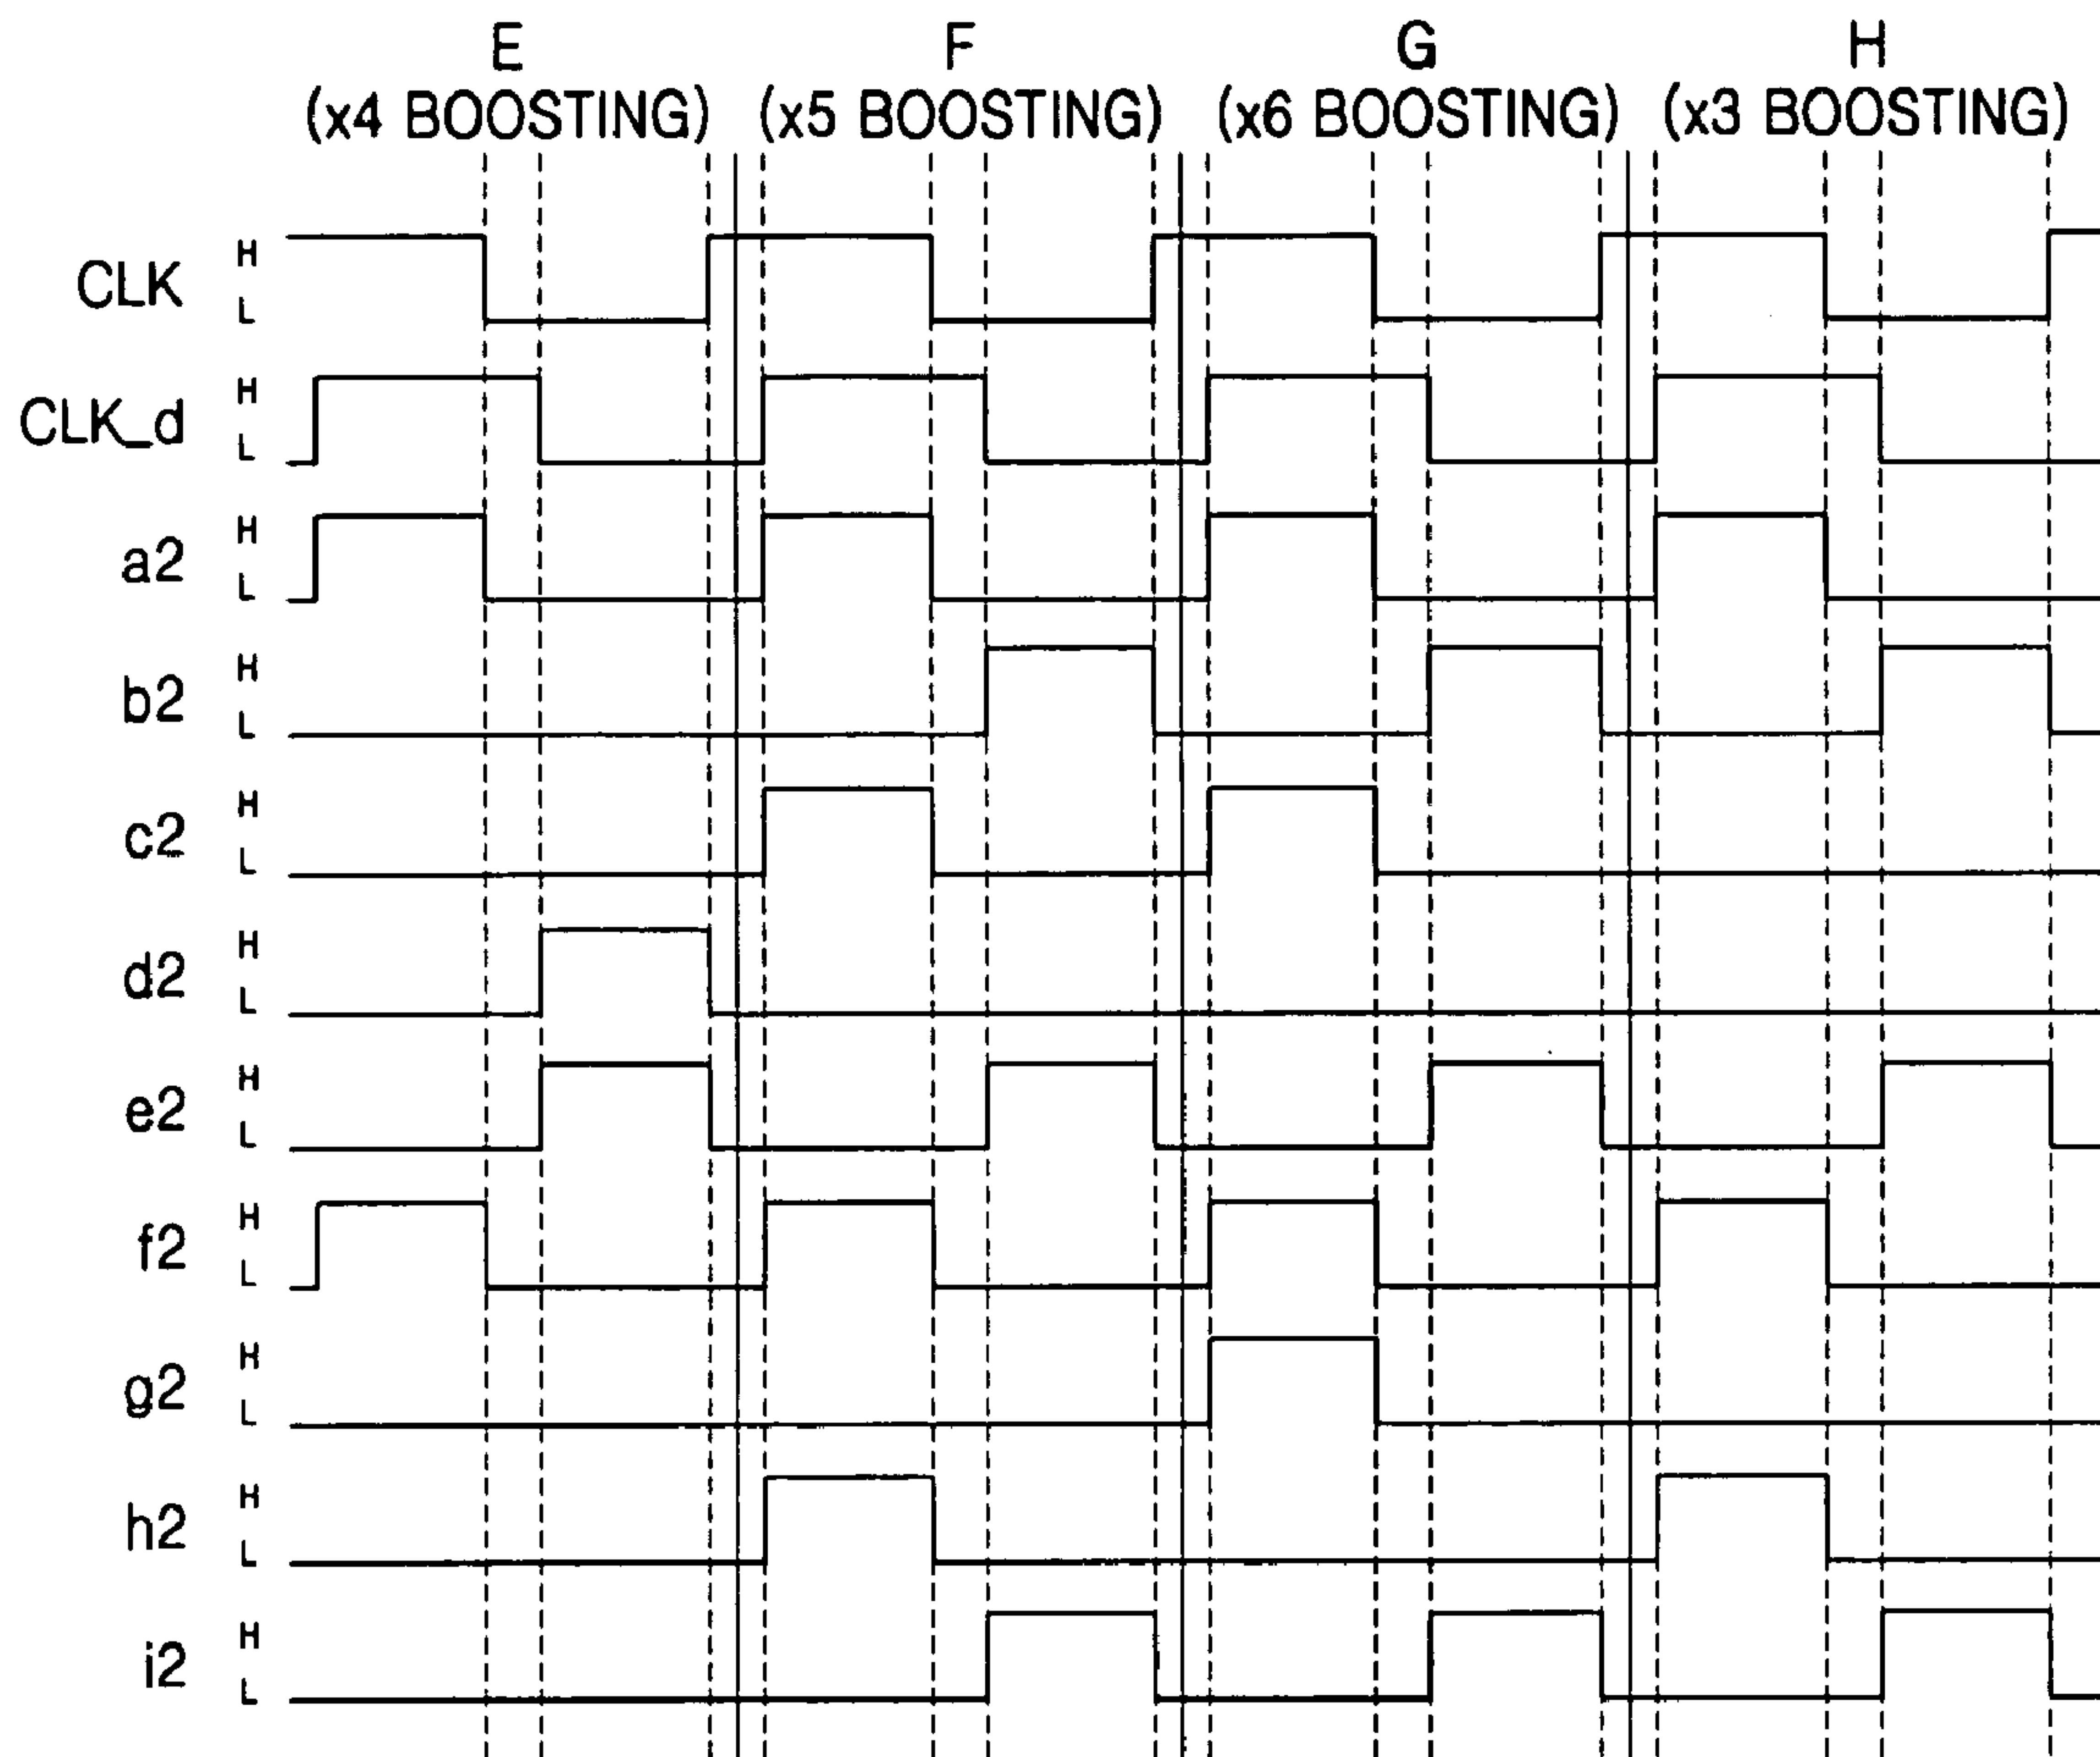 E F G H
(x4 BOOSTING) (x5 BOOSTING) (x6 BOOSTING) (x3 BOOSTING)
H
CLK
L
H
CLK_d
L
H
a2
L
H
b2
L
H
c2
L
H
d2
L
H
e2
L
H
f2
L
H
g2
L
H
h2
L
H
i2
L